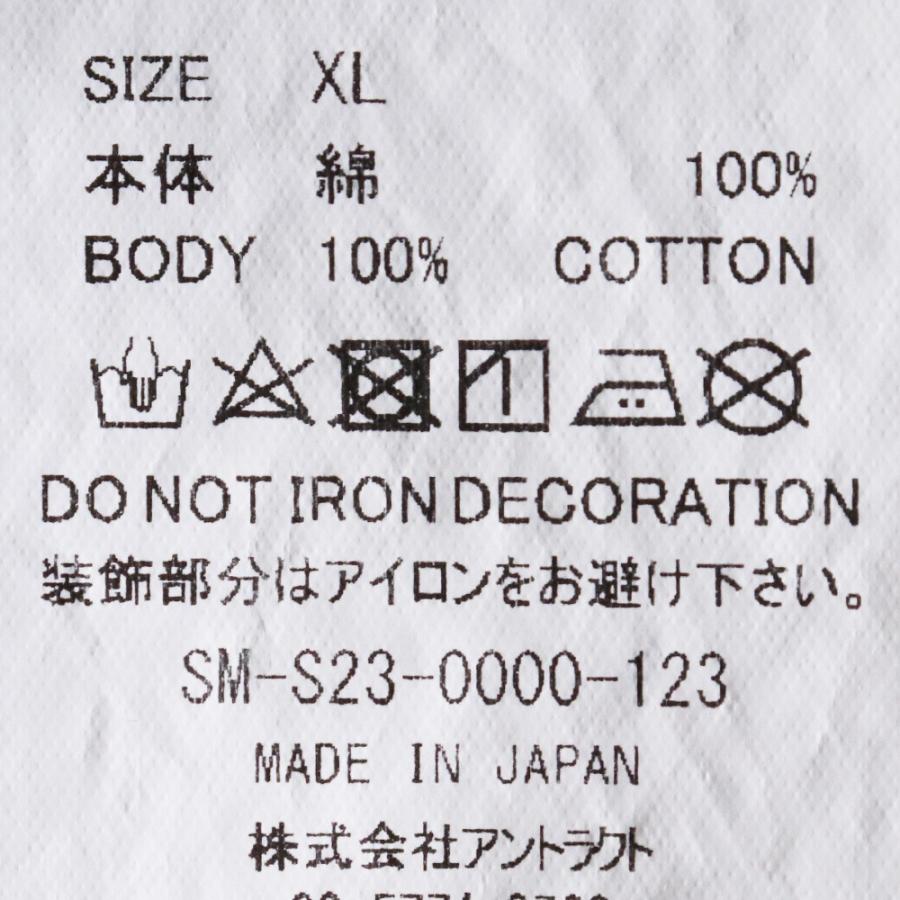 SIZE XL
本体 綿 100%
BODY 100% COTTON
DO NOT IRON DECORATION
装飾部分はアイロンをお避け下さい。
SM-S23-0000-123
MADE IN JAPAN
株式会社アントラクト